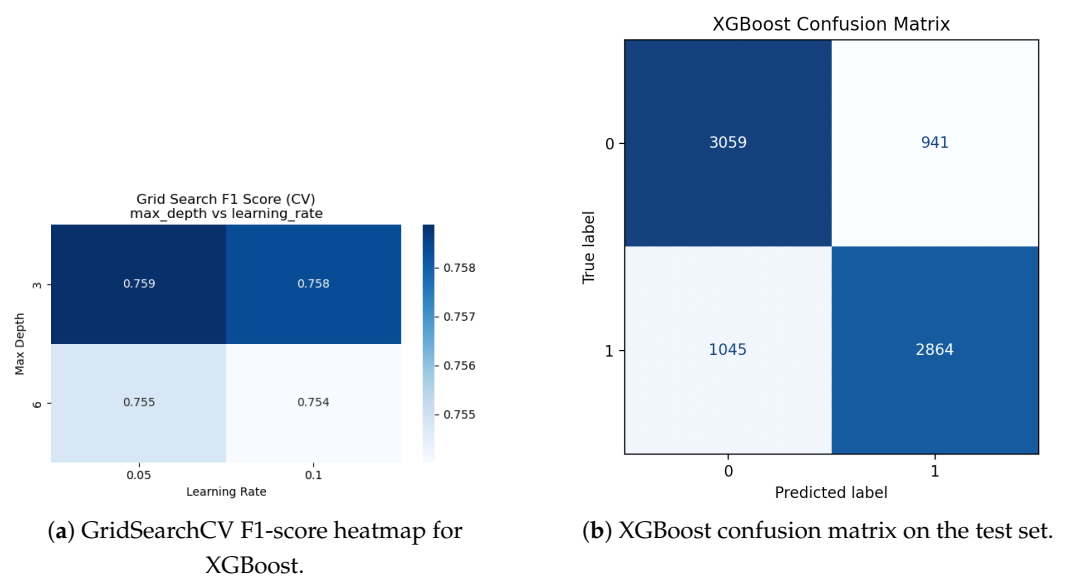 Grid Search F1 Score (CV)
max_depth vs learning_rate
Max Depth
3
6
0.759
0.758
0.755
0.754
0.05
0.1
Learning Rate
0.758
0.757
0.756
0.755
(a) GridSearchCV F1-score heatmap for
XGBoost.
XGBoost Confusion Matrix
True label
0
1
3059
941
1045
2864
0
1
Predicted label
(b) XGBoost confusion matrix on the test set.